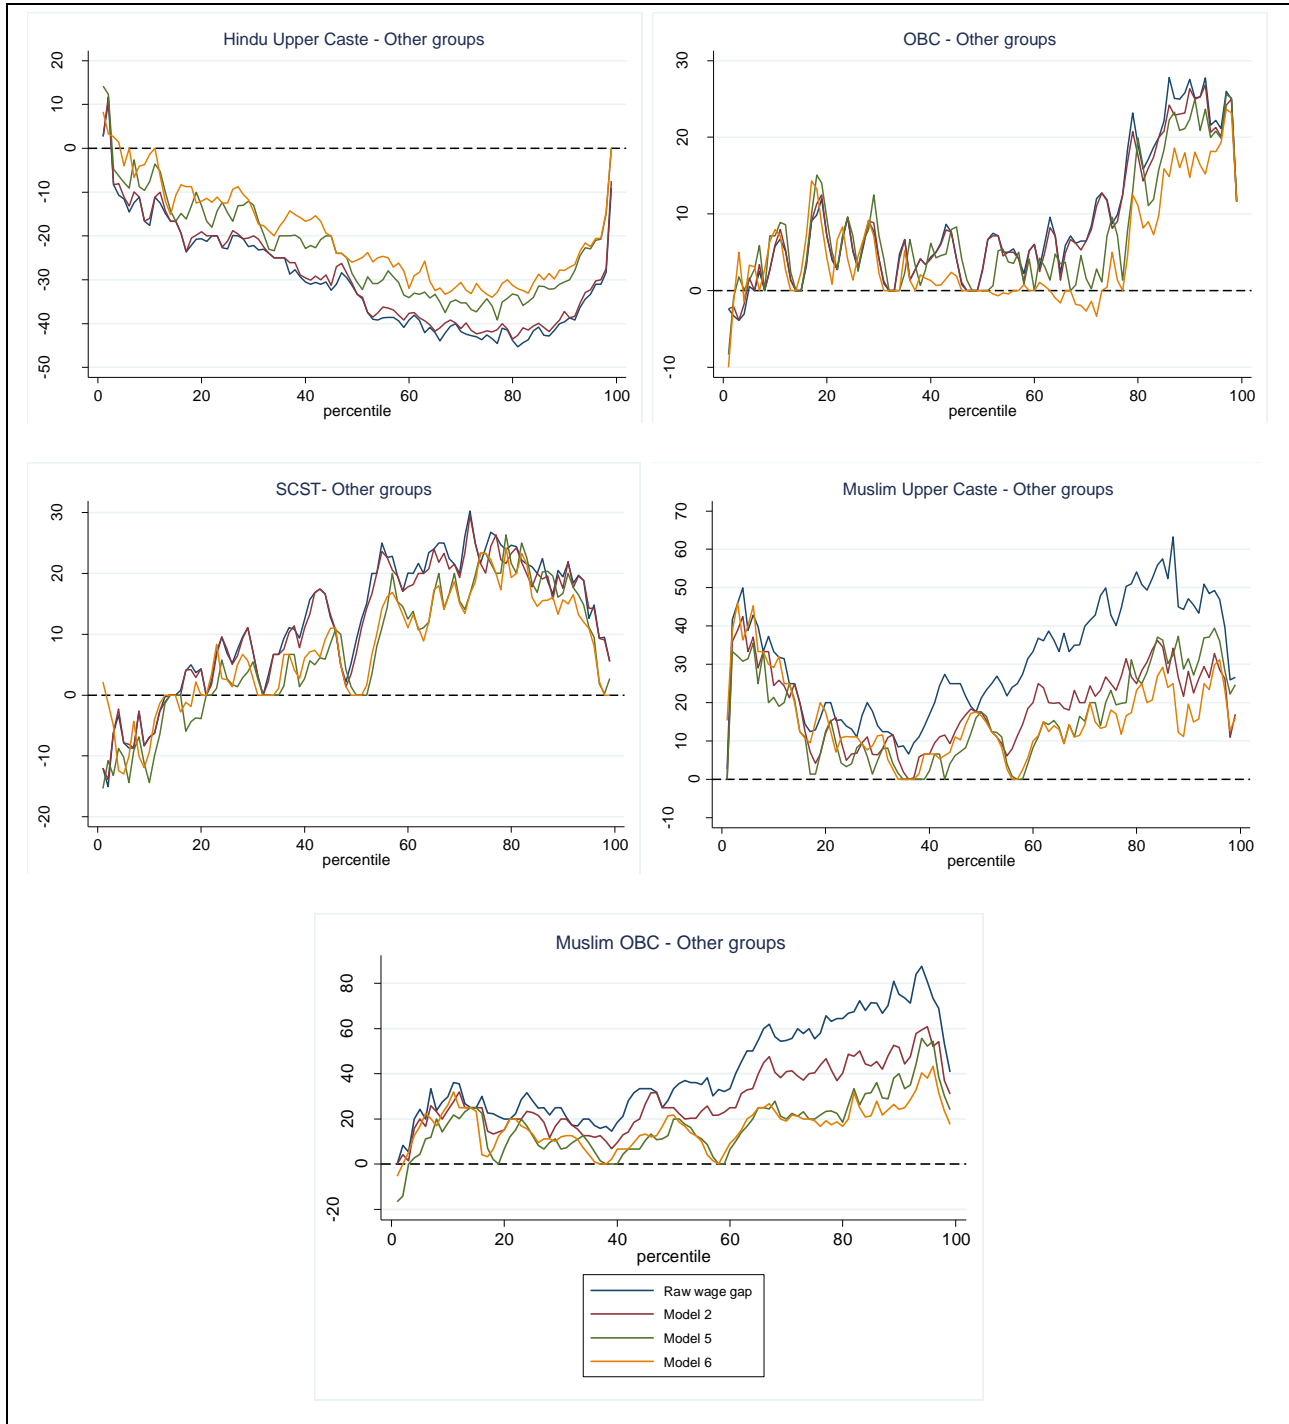 Hindu Upper Caste - Other groups
20
10
0
-10
-20
-30
-40
-50
0 20 40 60 80 100
percentile
OBC - Other groups
30
20
10
0
-10
0 20 40 60 80 100
percentile
SCST- Other groups
30
20
10
0
-10
-20
0 20 40 60 80 100
percentile
Muslim Upper Caste - Other groups
70
60
50
40
30
20
10
0
-10
0 20 40 60 80 100
percentile
Muslim OBC - Other groups
80
60
40
20
0
-20
0 20 40 60 80 100
percentile
Raw wage gap
Model 2
Model 5
Model 6